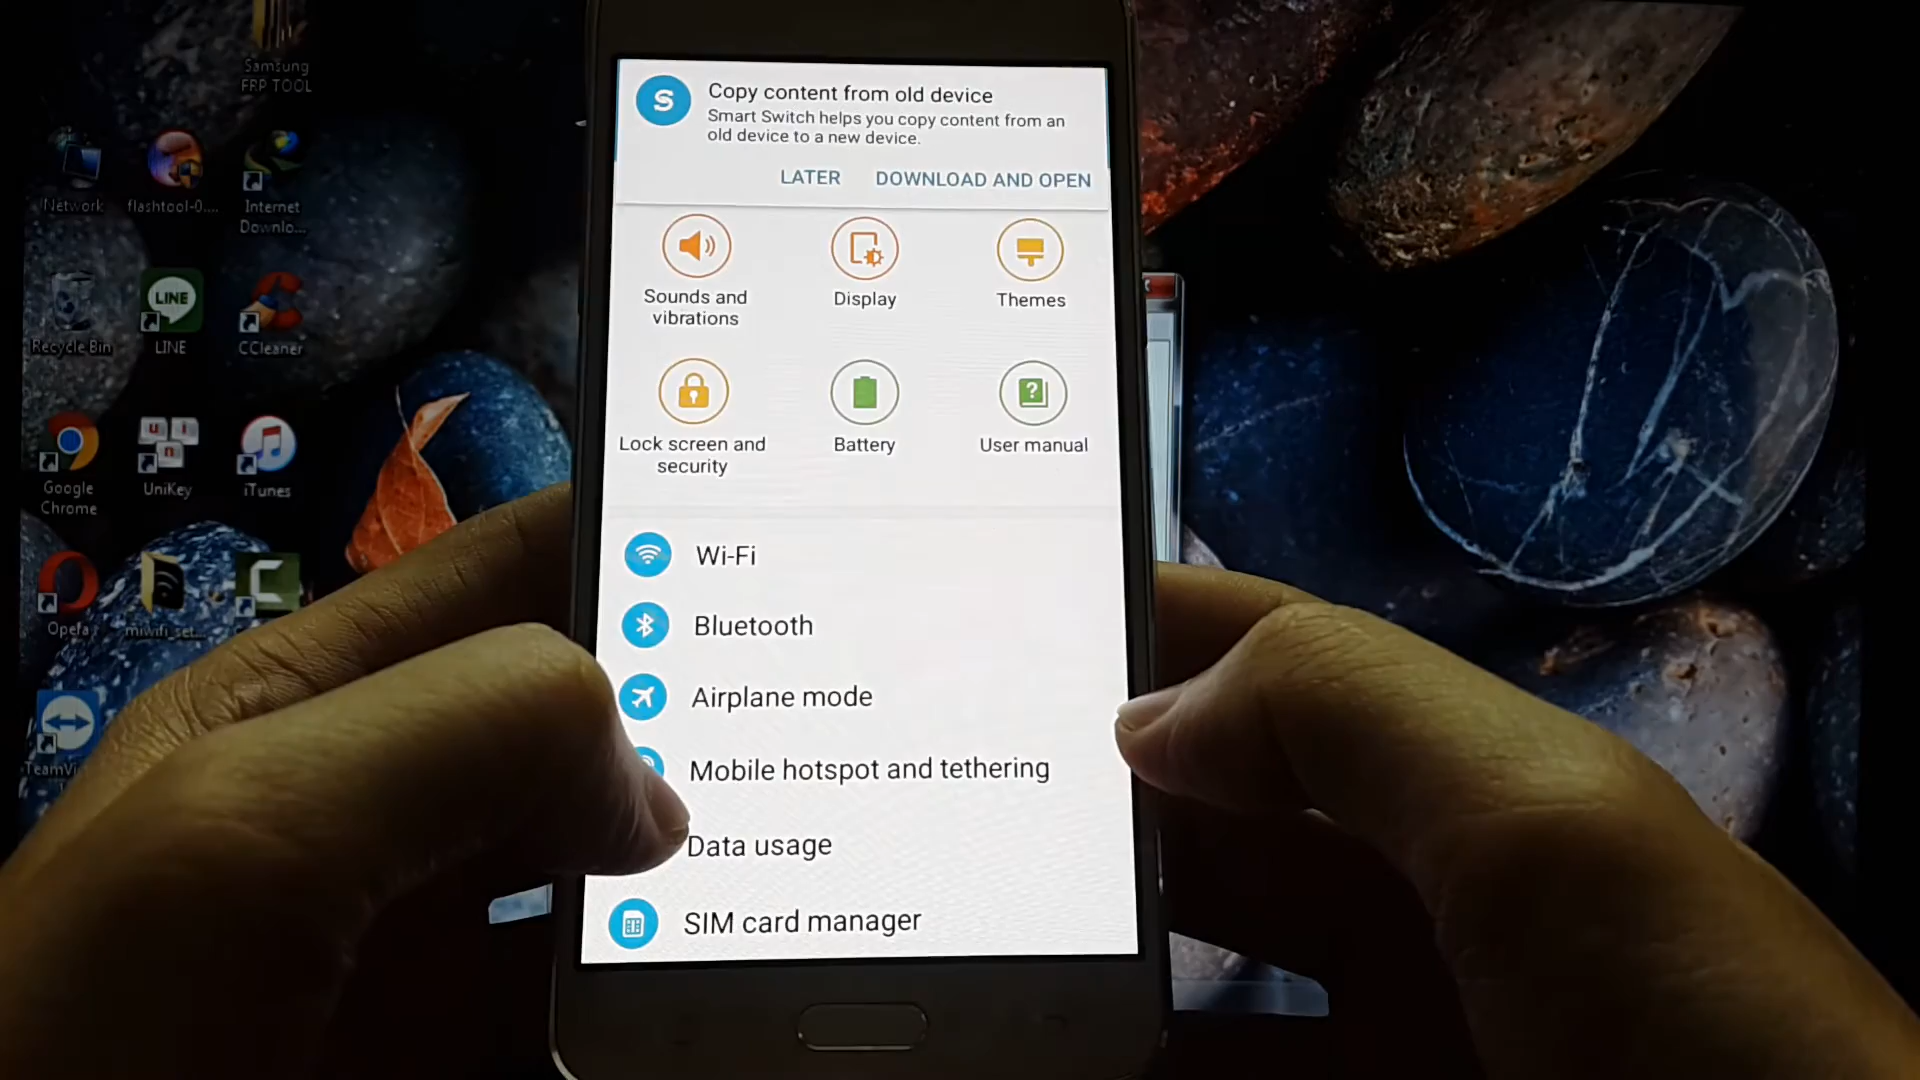 Samsung
FRP TOOL
Network
flashtool-0....
Internet
Downlo...
Recycle Bin
LINE
LINE
CCleaner
Google
Chrome
UniKey
iTunes
Opera
miwifi_set...
TeamVi
S
Copy content from old device
Smart Switch helps you copy content from an
old device to a new device.
LATER
DOWNLOAD AND OPEN
Sounds and
vibrations
Display
Themes
Lock screen and
security
Battery
User manual
Wi-Fi
Bluetooth
Airplane mode
Mobile hotspot and tethering
Data usage
SIM card manager